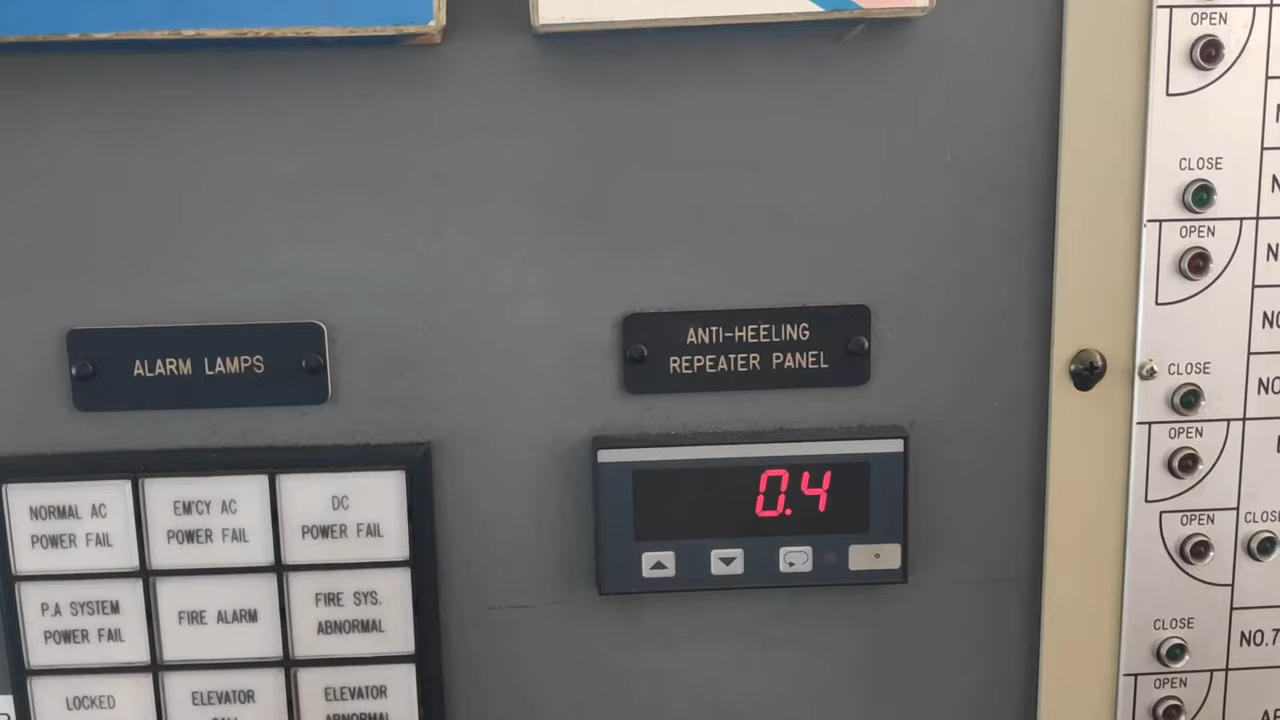 ALARM LAMPS
ANTI-HEELING
REPEATER PANEL
0.4
NORMAL AC
POWER FAIL
EM'CY AC
POWER FAIL
DC
POWER FAIL
P.A SYSTEM
POWER FAIL
FIRE ALARM
FIRE SYS.
ABNORMAL
LOCKED
ELEVATOR
ELEVATOR
ABNORMAL
OPEN
CLOSE
OPEN
CLOSE
OPEN
OPEN
CLOSE
CLOSE
NO.7
OPEN